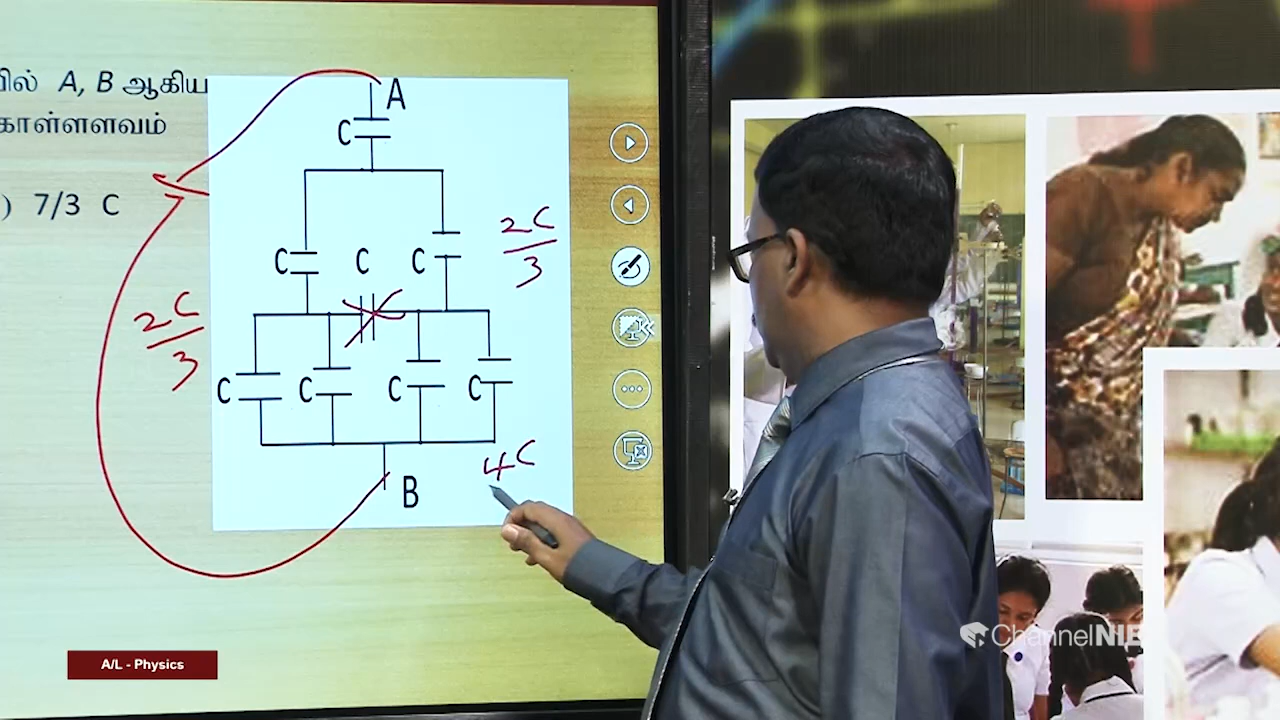 A, B ஆகிய
கொள்ளளவம்
) 7/3 C
A
C
2C/3
C C C
2C/3
C C C C
4C
B
A/L - Physics
ChannelNIE